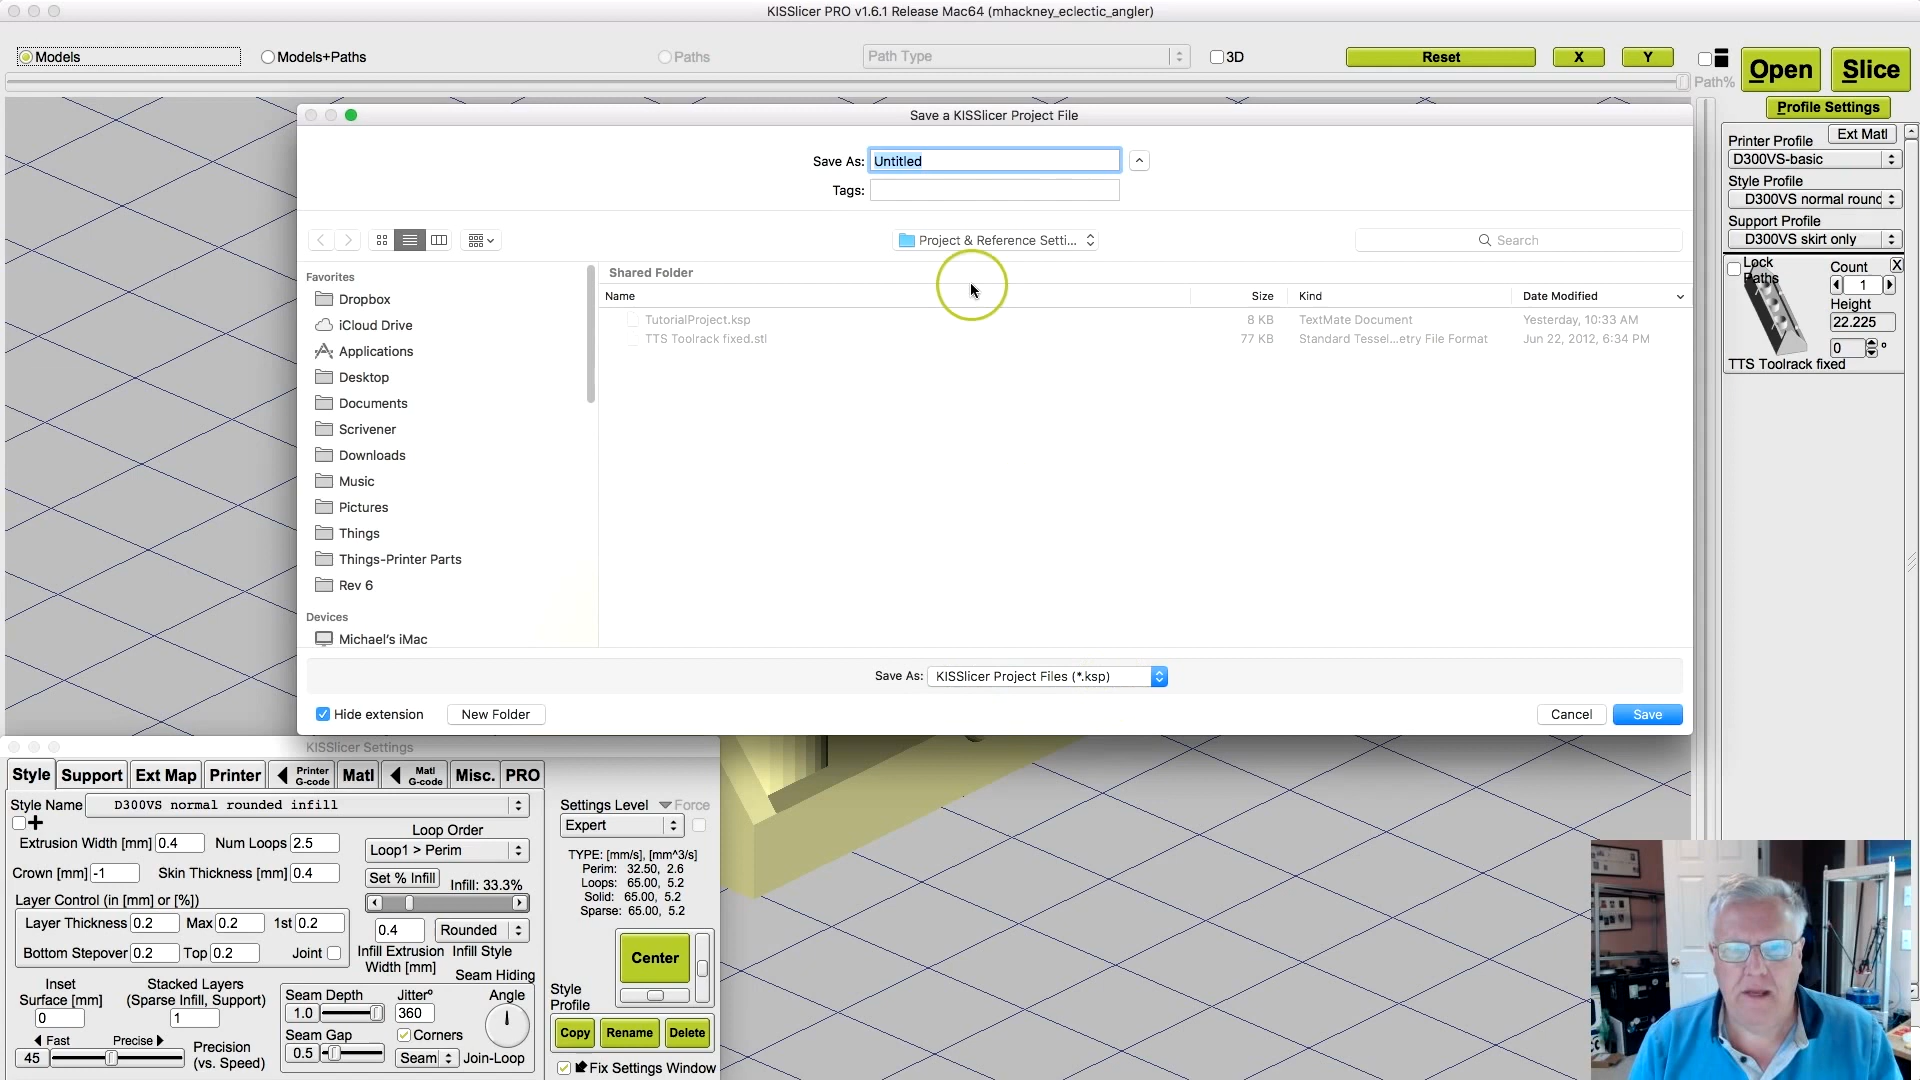 KISSlicer PRO v1.6.1 Release Mac64 (mhackney_eclectic_angler)
Models
Models+Paths
Paths
Path Type
3D
Reset
X
Y
Path%
Open
Slice
Profile Settings
Printer Profile
Ext Matl
D300VS-basic
Style Profile
D300VS normal round
Support Profile
D300VS skirt only
Lock Paths
Count
X
1
Height
22.225
0 °
TTS Toolrack fixed
Save a KISSlicer Project File
Save As: Untitled
Tags:
Project & Reference Setti...
Search
Favorites
Dropbox
iCloud Drive
Applications
Desktop
Documents
Scrivener
Downloads
Music
Pictures
Things
Things-Printer Parts
Rev 6
Devices
Michael's iMac
Shared Folder
Name Size Kind Date Modified
TutorialProject.ksp 8 KB TextMate Document Yesterday, 10:33 AM
TTS Toolrack fixed.stl 77 KB Standard Tessel...etry File Format Jun 22, 2012, 6:34 PM
Save As: KISSlicer Project Files (*.ksp)
Hide extension
New Folder
Cancel
Save
KISSlicer Settings
Style
Support
Ext Map
Printer
Printer G-code
Matl
Matl G-code
Misc.
PRO
Style Name D300VS normal rounded infill
Extrusion Width [mm] 0.4 Num Loops 2.5
Crown [mm] -1 Skin Thickness [mm] 0.4
Layer Control (in [mm] or [%])
Layer Thickness 0.2 Max 0.2 1st 0.2
Bottom Stepover 0.2 Top 0.2 Joint
Inset Surface [mm]
0
Stacked Layers
(Sparse Infill, Support)
1
Fast Precise
45
Precision
(vs. Speed)
Loop Order
Loop1 > Perim
Set % Infill
Infill: 33.3%
0.4
Rounded
Infill Extrusion Width [mm]
Infill Style
Seam Hiding
Seam Depth
1.0
Jitter°
360
Angle
Seam Gap
0.5
Corners
Seam
Join-Loop
Settings Level
Force
Expert
TYPE: [mm/s], [mm^3/s]
Perim: 32.50, 2.6
Loops: 65.00, 5.2
Solid: 65.00, 5.2
Sparse: 65.00, 5.2
Center
Style
Profile
Copy
Rename
Delete
Fix Settings Window